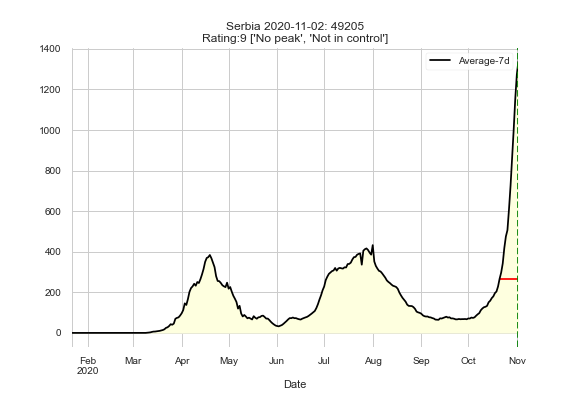 Serbia 2020-11-02: 49205
Rating:9 ['No peak', 'Not in control']
Average-7d
1400
1200
1000
800
600
400
200
0
Feb Mar Apr May Jun Jul Aug Sep Oct Nov
2020
Date